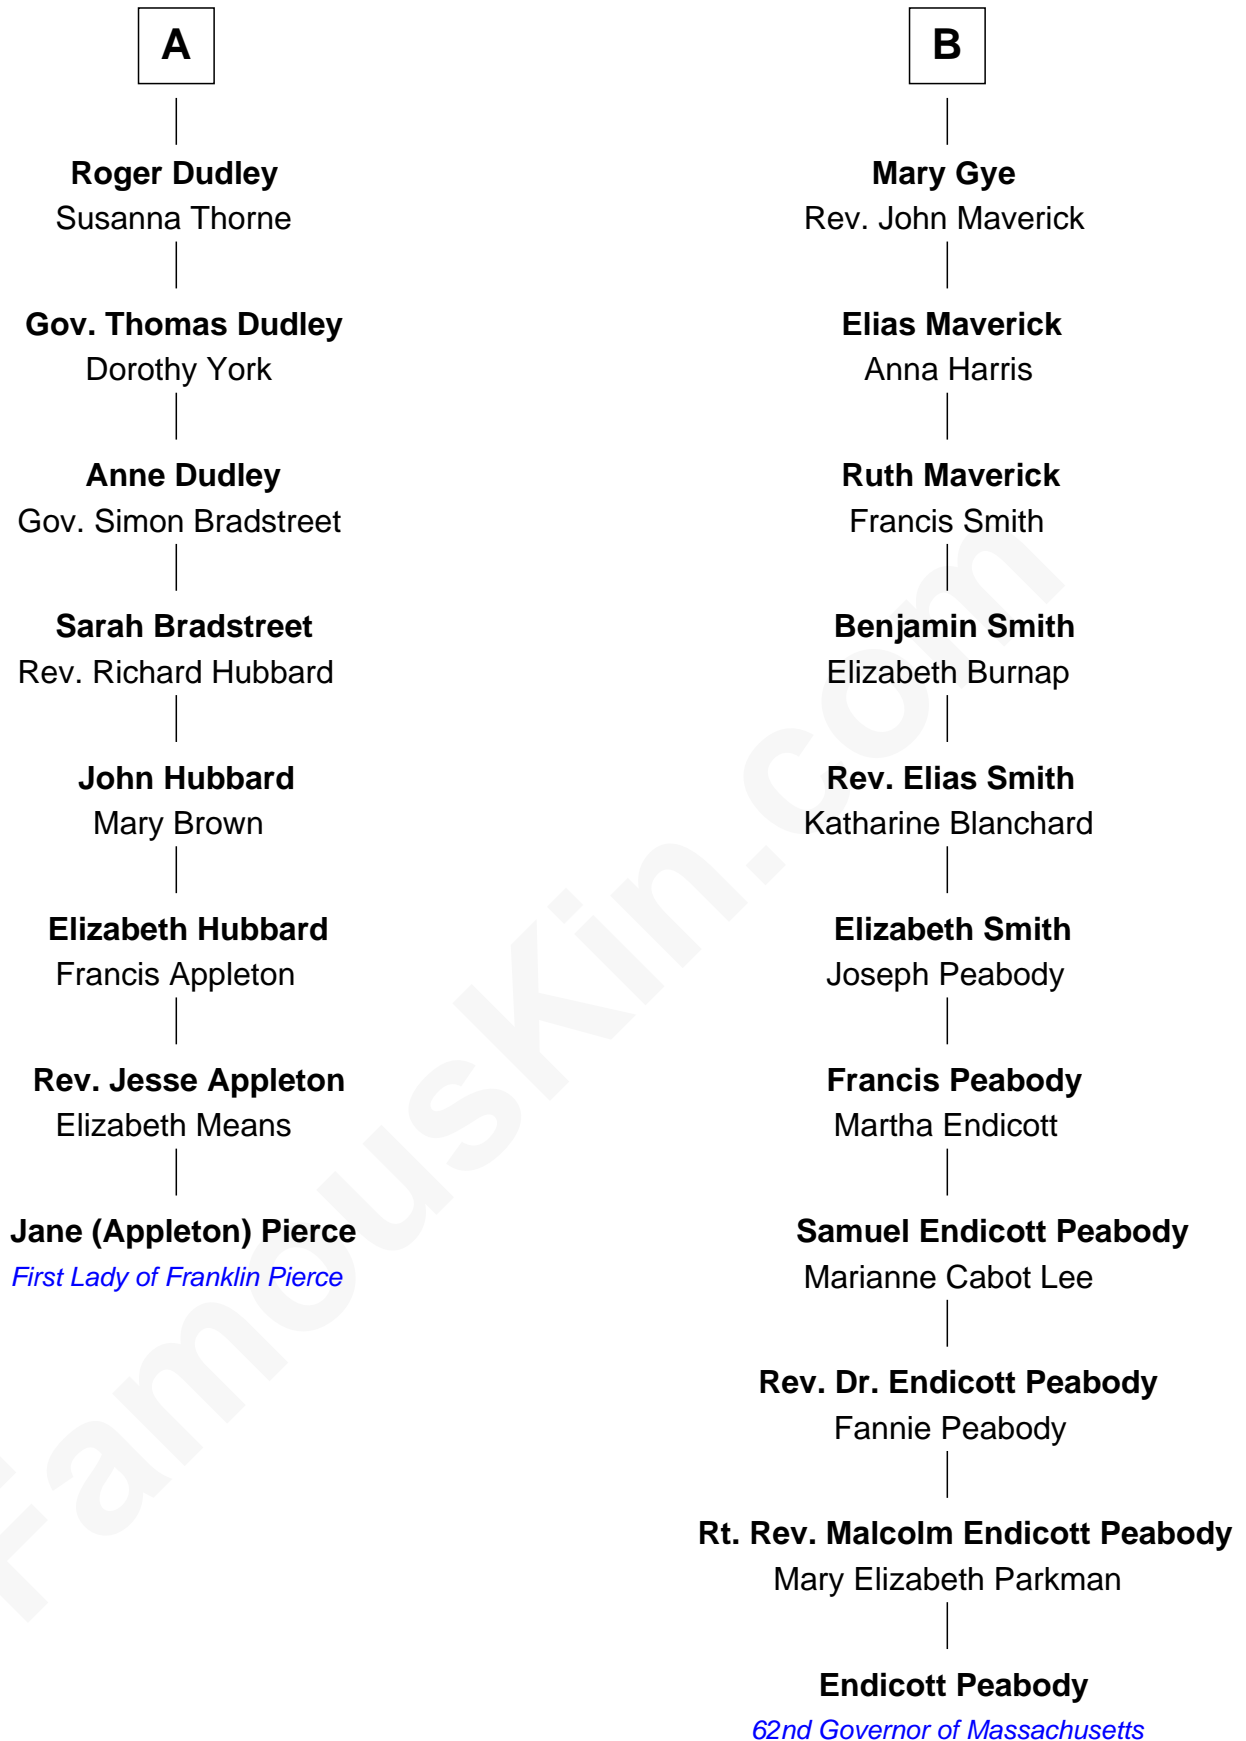 A
Roger Dudley
Susanna Thorne
Gov. Thomas Dudley
Dorothy York
Anne Dudley
Gov. Simon Bradstreet
Sarah Bradstreet
Rev. Richard Hubbard
John Hubbard
Mary Brown
Elizabeth Hubbard
Francis Appleton
Rev. Jesse Appleton
Elizabeth Means
Jane (Appleton) Pierce
First Lady of Franklin Pierce
B
Mary Gye
Rev. John Maverick
Elias Maverick
Anna Harris
Ruth Maverick
Francis Smith
Benjamin Smith
Elizabeth Burnap
Rev. Elias Smith
Katharine Blanchard
Elizabeth Smith
Joseph Peabody
Francis Peabody
Martha Endicott
Samuel Endicott Peabody
Marianne Cabot Lee
Rev. Dr. Endicott Peabody
Fannie Peabody
Rt. Rev. Malcolm Endicott Peabody
Mary Elizabeth Parkman
Endicott Peabody
62nd Governor of Massachusetts
FamousKin.com